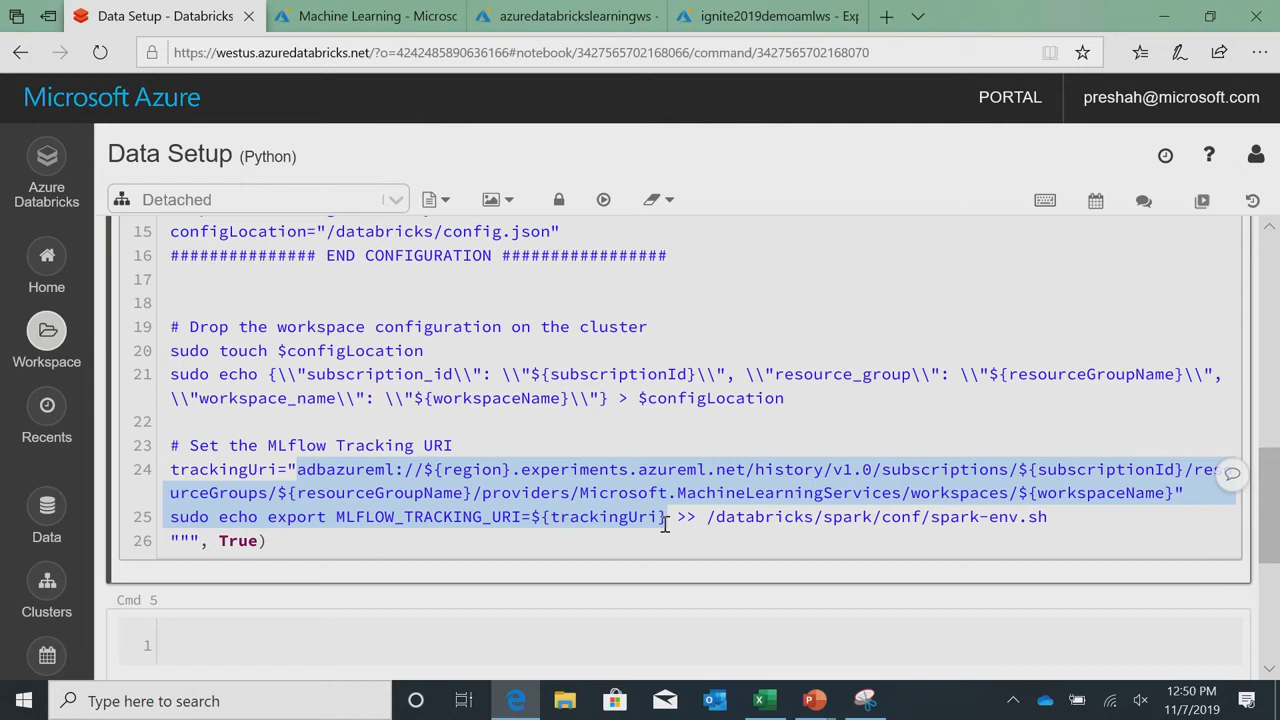 Data Setup - Databricks
Machine Learning - Microsc
azuredatabrickslearningws -
ignite2019demoamlws - Exp
https://westus.azuredatabricks.net/?o=4242485890636166#notebook/3427565702168066/command/3427565702168070
Microsoft Azure
PORTAL
preshah@microsoft.com
Azure
Databricks
Home
Workspace
Recents
Data
Clusters
Data Setup (Python)
Detached
15 configLocation="/databricks/config.json"
16 ############### END CONFIGURATION #################
17
18
19 # Drop the workspace configuration on the cluster
20 sudo touch $configLocation
21 sudo echo {\\"subscription_id\\": \\"${subscriptionId}\\", \\"resource_group\\": \\"${resourceGroupName}\\",
\\"workspace_name\\": \\"${workspaceName}\\"} > $configLocation
22
23 # Set the MLflow Tracking URI
24 trackingUri="adbazureml://${region}.experiments.azureml.net/history/v1.0/subscriptions/${subscriptionId}/reso
urceGroups/${resourceGroupName}/providers/Microsoft.MachineLearningServices/workspaces/${workspaceName}"
25 sudo echo export MLFLOW_TRACKING_URI=${trackingUri} >> /databricks/spark/conf/spark-env.sh
26 """, True)
Cmd 5
1
Type here to search
12:50 PM
11/7/2019